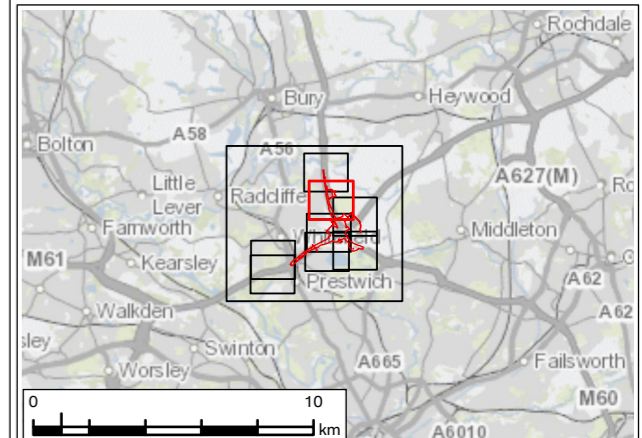 Rochdale
Bury
Heywood
Bolton
A58
A56
A627(M)
Little
Lever
Radcliffe
Farnworth
Middleton
M61
Kearsley
Prestwich
A62
Walkden
A62
Swinton
A665
Failsworth
Worsley
M60
A6010
0
10
km